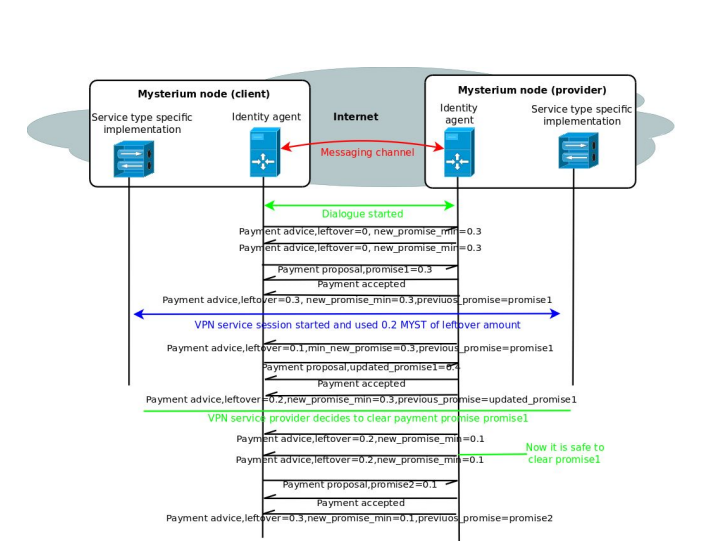 Mysterium node (client)
Mysterium node (provider)
Service type specific
implementation
Identity agent
Internet
Identity
agent
Service type specific
implementation
Messaging channel
Dialogue started
Payment advice,leftover=0, new_promise_min=0.3
Payment advice,leftover=0, new_promise_min=0.3
Payment proposal,promise1=0.3
Payment accepted
Payment advice,leftover=0.3, new_promise_min=0.3,previuos_promise=promise1
VPN service session started and used 0.2 MYST of leftover amount
Payment advice,leftover=0.1,min_new_promise=0.3,previous_promise=promise1
Payment proposal,updated_promise1=0.4
Payment accepted
Payment advice,leftover=0.2,new_promise_min=0.3,previous_promise=updated_promise1
VPN service provider decides to clear payment promise promise1
Payment advice,leftover=0.2,new_promise_min=0.1
Payment advice,leftover=0.2,new_promise_min=0.1
Now it is safe to
clear promise1
Payment proposal,promise2=0.1
Payment accepted
Payment advice,leftover=0.3,new_promise_min=0.1,previuos_promise=promise2